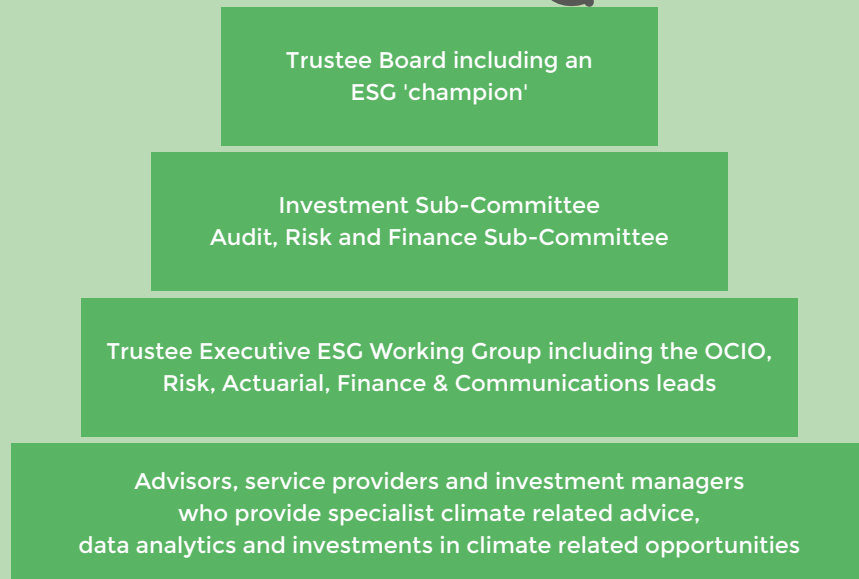 Trustee Board including an
ESG 'champion'
Investment Sub-Committee
Audit, Risk and Finance Sub-Committee
Trustee Executive ESG Working Group including the OCIO,
Risk, Actuarial, Finance & Communications leads
Advisors, service providers and investment managers
who provide specialist climate related advice,
data analytics and investments in climate related opportunities